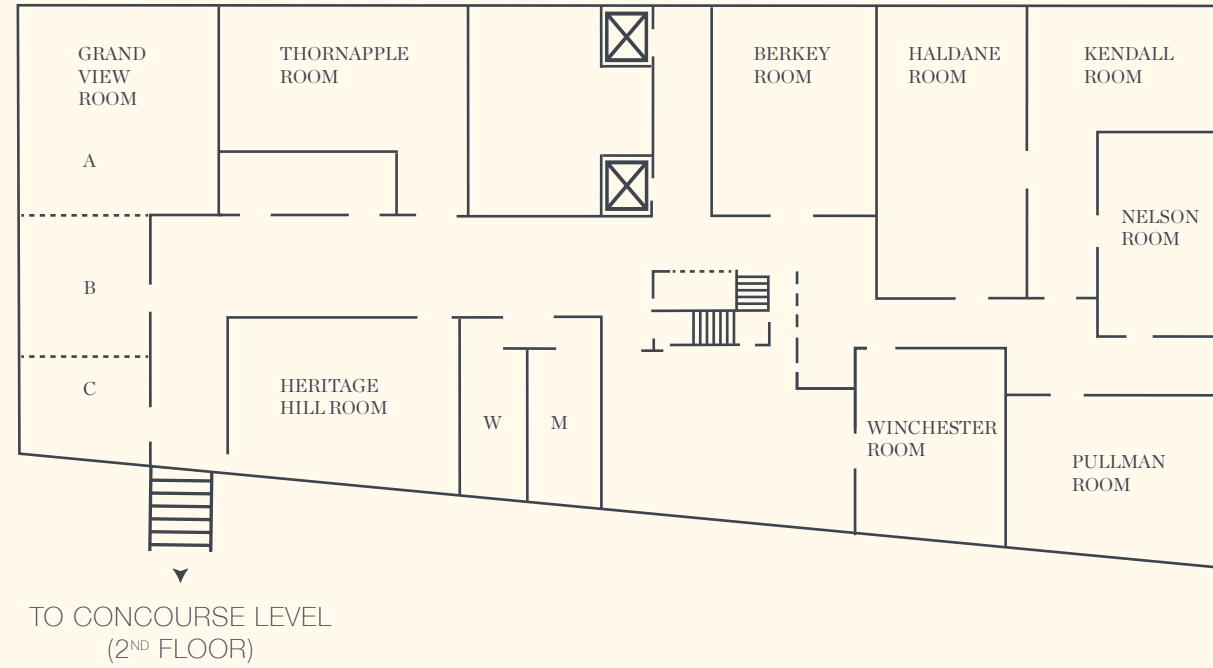 GRAND
VIEW
ROOM
A
B
C
THORNAPPLE
ROOM
BERKEY
ROOM
HALDANE
ROOM
KENDALL
ROOM
NELSON
ROOM
HERITAGE
HILL ROOM
W
M
WINCHESTER
ROOM
PULLMAN
ROOM
TO CONCOURSE LEVEL
(2ND FLOOR)